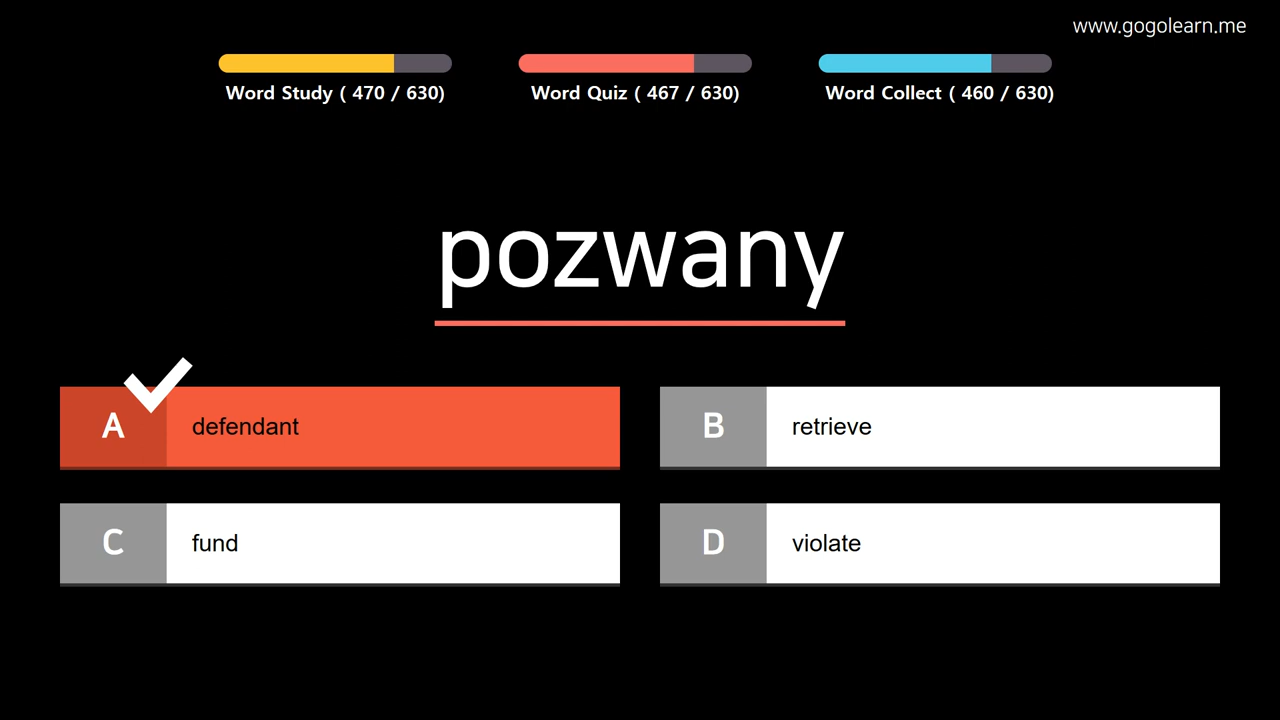 www.gogolearn.me
Word Study ( 470 / 630)
Word Quiz ( 467 / 630)
Word Collect ( 460 / 630)
pozwany
A defendant
B retrieve
C fund
D violate